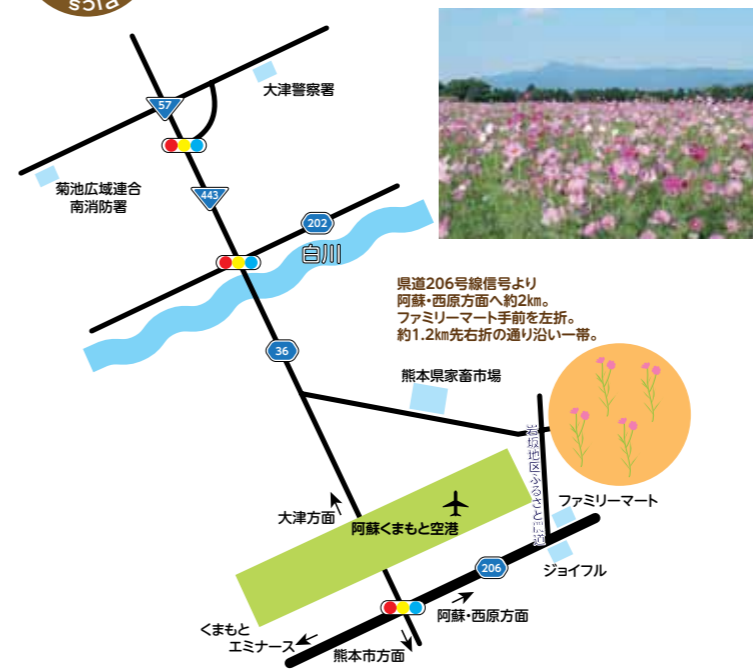 Pics
大津警察署
57
菊池広域連合
南消防署
443
202
白川
県道206号線信号より
阿蘇・西原方面へ約2km。
ファミリーマート手前を左折。
約1.2km先右折の通り沿い一帯。
36
熊本県家畜市場
岩坂地区ふるさと農道
大津方面
阿蘇くまもと空港
ファミリーマート
ジョイフル
206
阿蘇・西原方面
くまもと
エミナース
熊本市方面